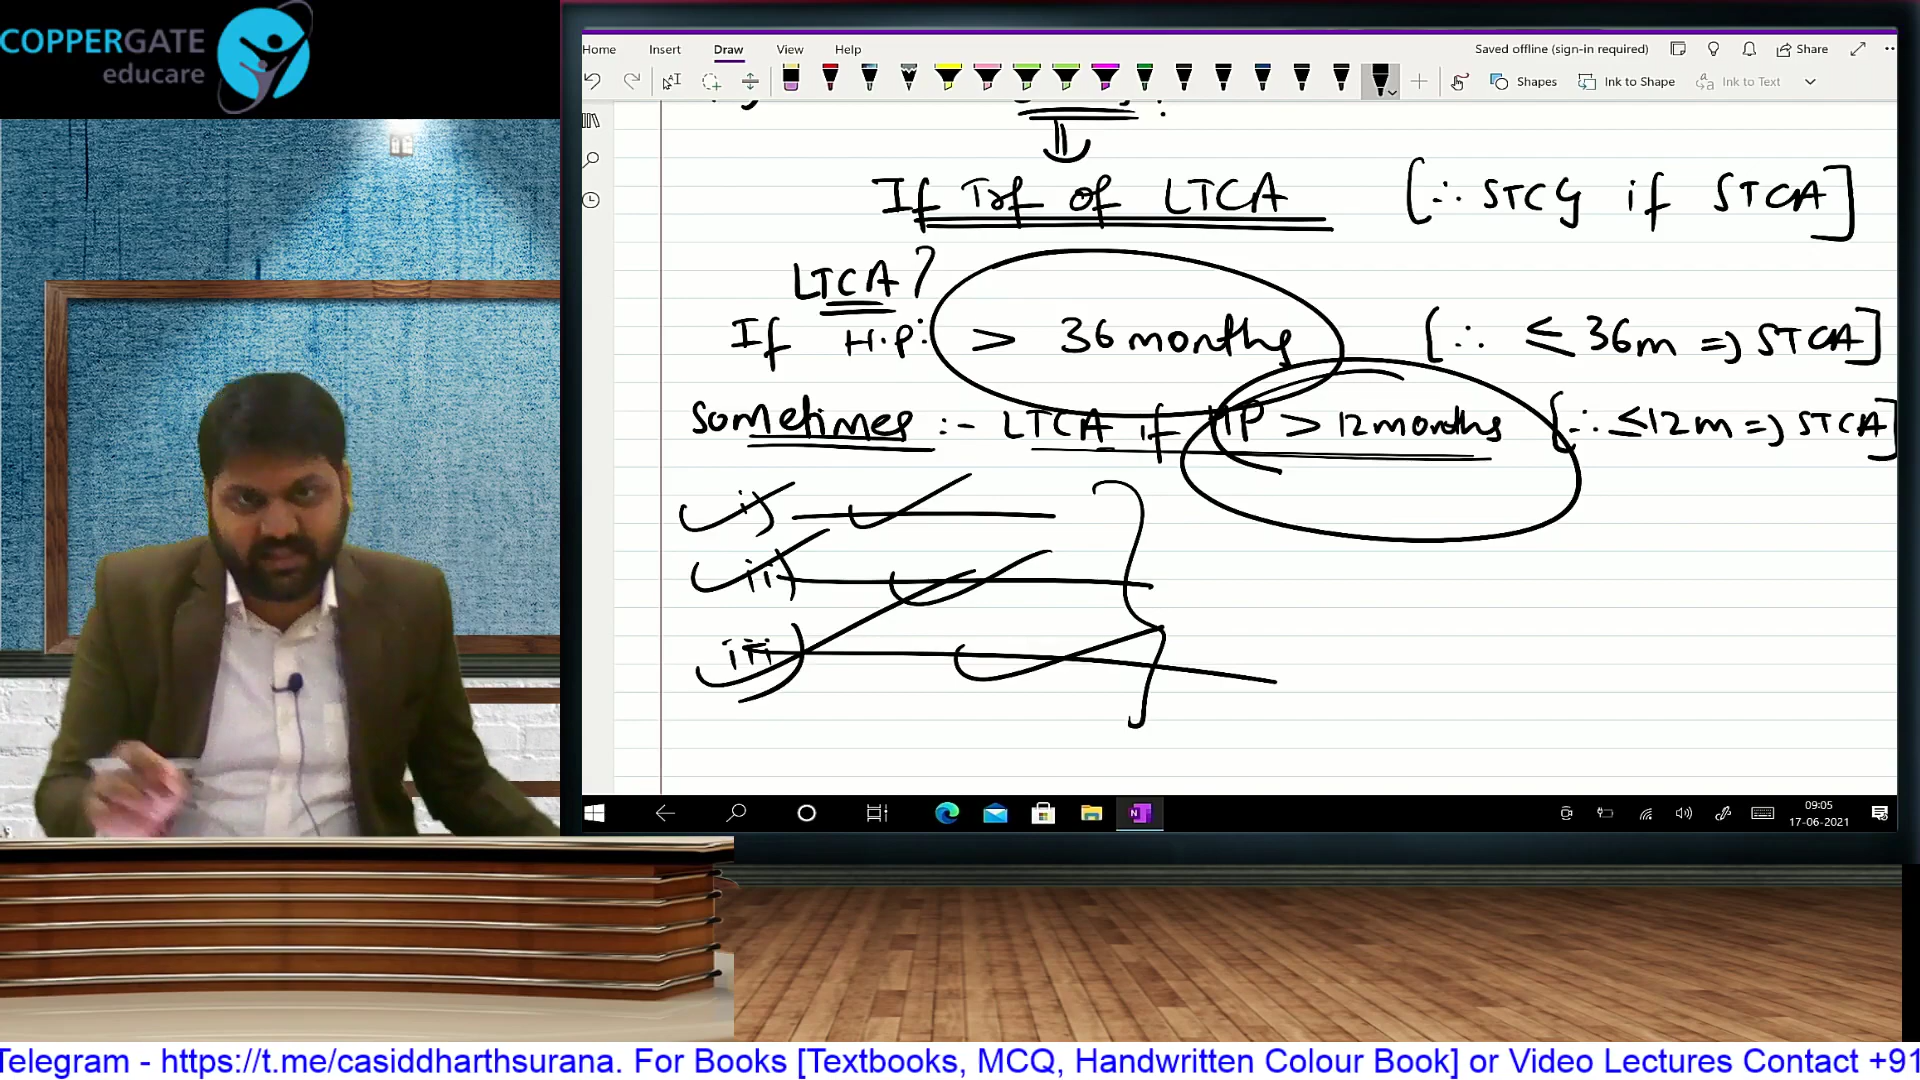 COPPERGATE
educare
Home Insert Draw View Help
Saved offline (sign-in required) Share
Shapes Ink to Shape Ink to Text
If Trf of LTCA [∴ STCG if STCA]
LTCA?
If H.P: > 36 months [∴ ≤ 36m => STCA]
sometimes :- LTCA if HP > 12 months [∴ ≤12m => STCA]
i)
ii)
iii)
09:05
17-06-2021
Telegram - https://t.me/casiddharthsurana. For Books [Textbooks, MCQ, Handwritten Colour Book] or Video Lectures Contact +91